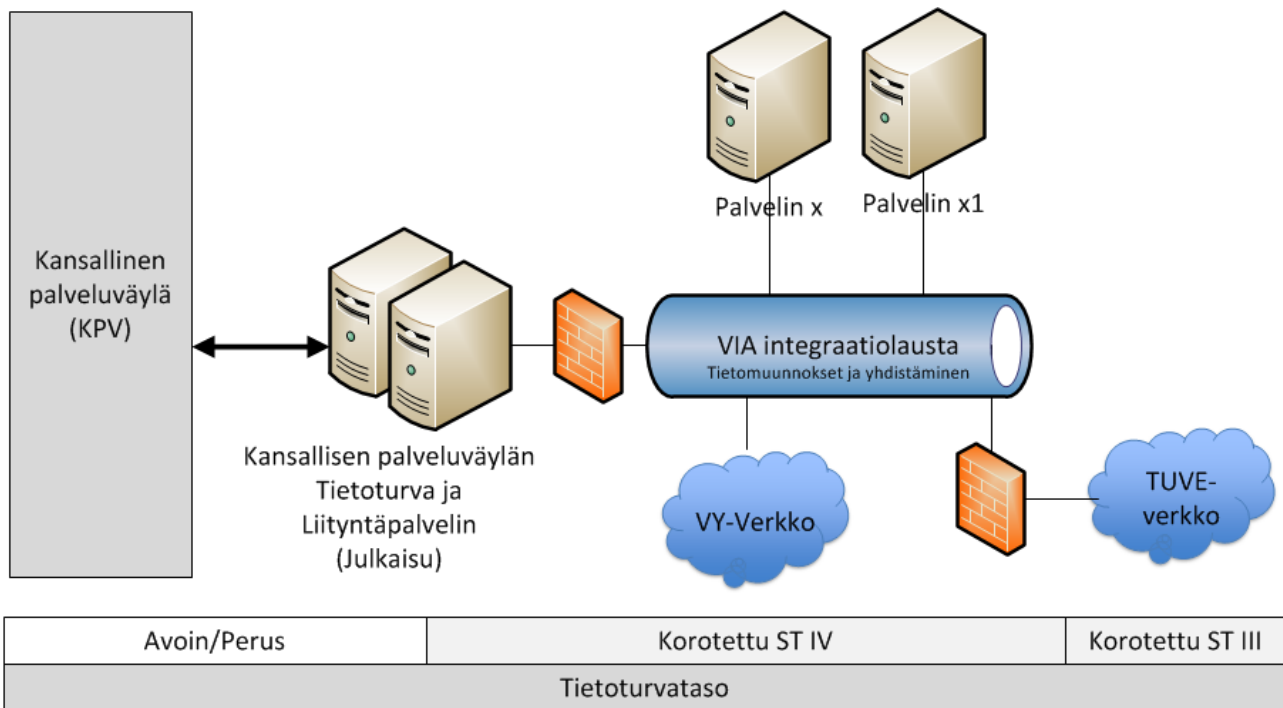 Kansallinen
palveluväylä
(KPV)
Palvelin x
Palvelin x1
VIA integraatiolausta
Tietomuunnokset ja yhdistäminen
Kansallisen palveluväylän
Tietoturva ja
Liityntäpalvelin
(Julkaisu)
VY-Verkko
TUVE-
verkko
Avoin/Perus
Korotettu ST IV
Korotettu ST III
Tietoturvataso